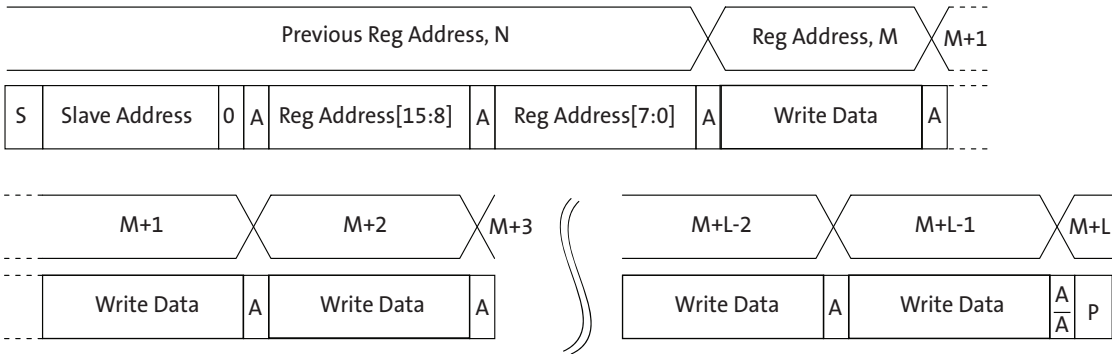 Previous Reg Address, N Reg Address, M M+1
S Slave Address 0 A Reg Address[15:8] A Reg Address[7:0] A Write Data A
M+1 M+2 M+3 M+L-2 M+L-1 M+L
Write Data A Write Data A Write Data A Write Data A/A̅ P